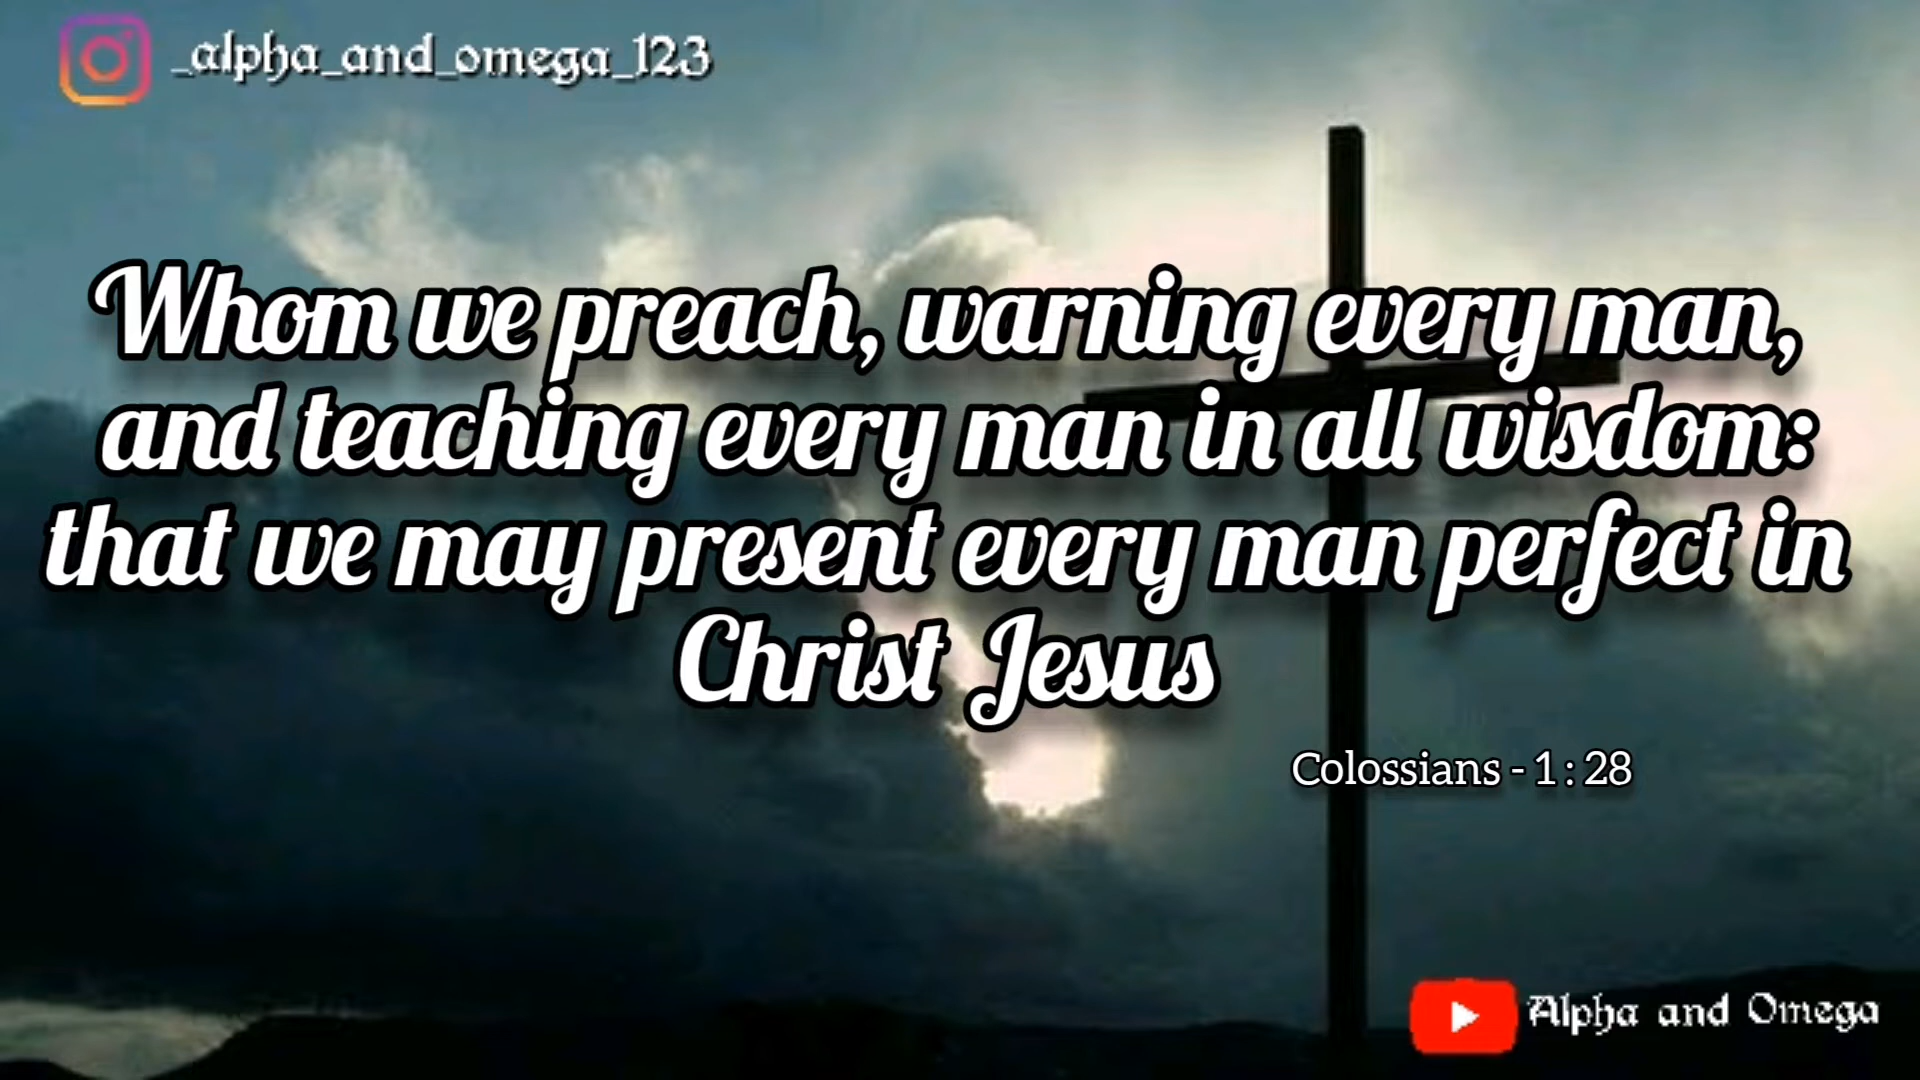 _alpha_and_omega_123
Whom we preach, warning every man,
and teaching every man in all wisdom:
that we may present every man perfect in
Christ Jesus
Colossians - 1 : 28
Alpha and Omega